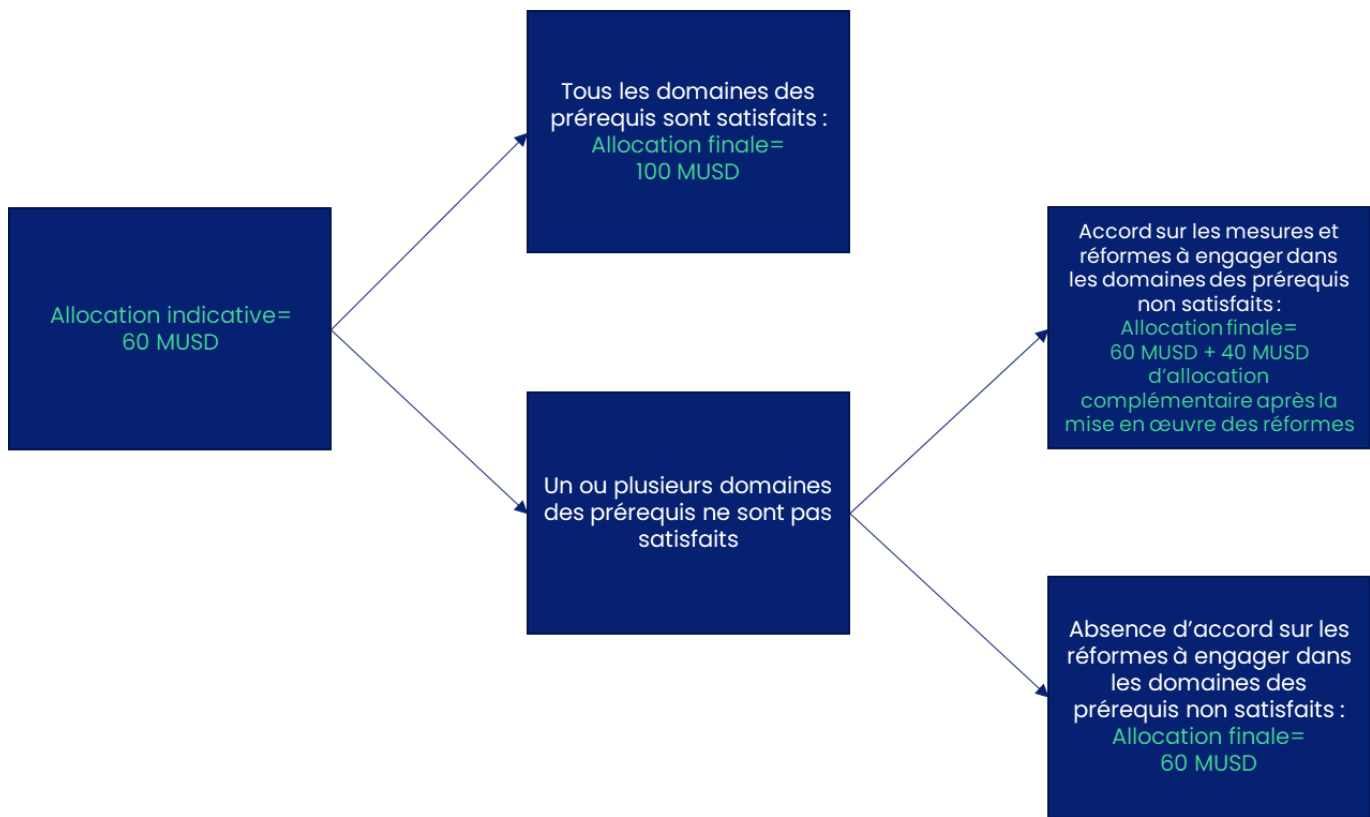 Allocation indicative=
60 MUSD
Tous les domaines des
prérequis sont satisfaits :
Allocation finale=
100 MUSD
Un ou plusieurs domaines
des prérequis ne sont pas
satisfaits
Accord sur les mesures et
réformes à engager dans
les domaines des prérequis
non satisfaits :
Allocation finale=
60 MUSD + 40 MUSD
d’allocation
complémentaire après la
mise en œuvre des réformes
Absence d’accord sur les
réformes à engager dans
les domaines des
prérequis non satisfaits :
Allocation finale=
60 MUSD